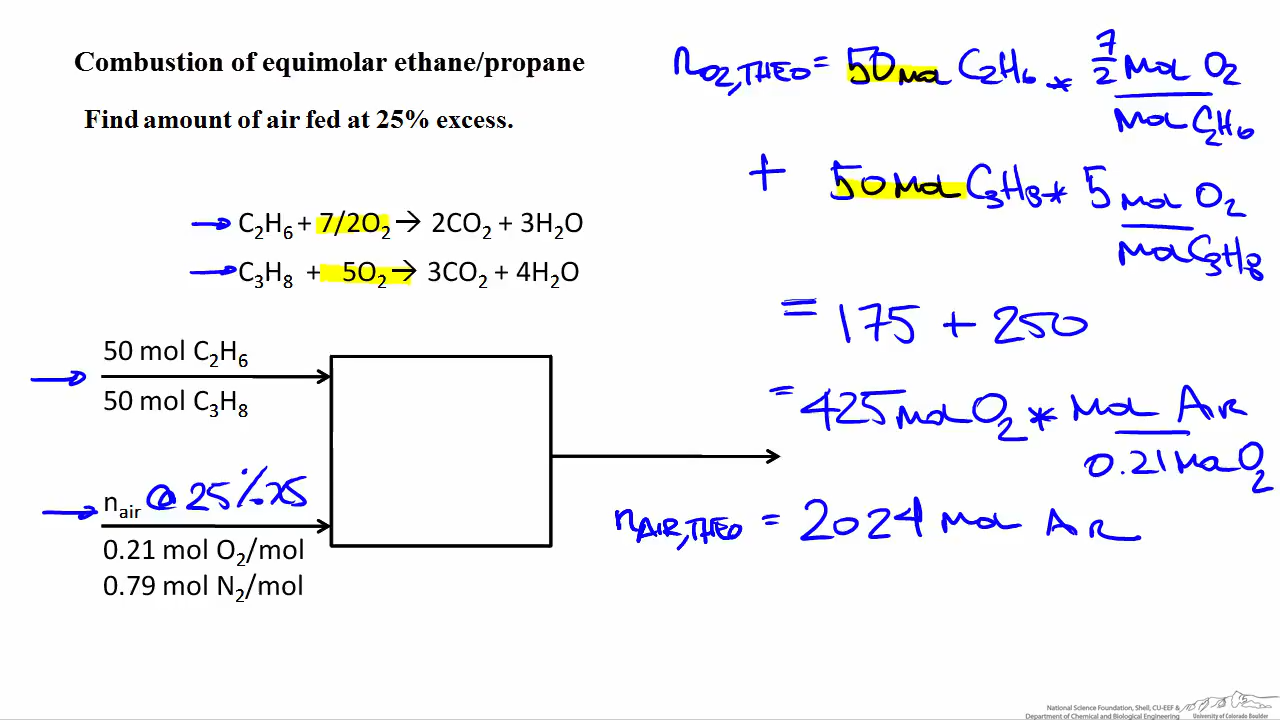 Combustion of equimolar ethane/propane
Find amount of air fed at 25% excess.
C₂H₆ + 7/2O₂ → 2CO₂ + 3H₂O
C₃H₈ + 5O₂ → 3CO₂ + 4H₂O
50 mol C₂H₆
50 mol C₃H₈
n_air @ 25% XS
0.21 mol O₂/mol
0.79 mol N₂/mol
n_O2,THEO = 50 mol C₂H₆ * 7/2 mol O₂
mol C₂H₆
+ 50 mol C₃H₈ * 5 mol O₂
mol C₃H₈
= 175 + 250
= 425 mol O₂ * mol AIR
0.21 mol O₂
n_AIR,THEO = 2024 mol AIR
National Science Foundation, Shell, CU-EEF &
Department of Chemical and Biological Engineering
University of Colorado Boulder